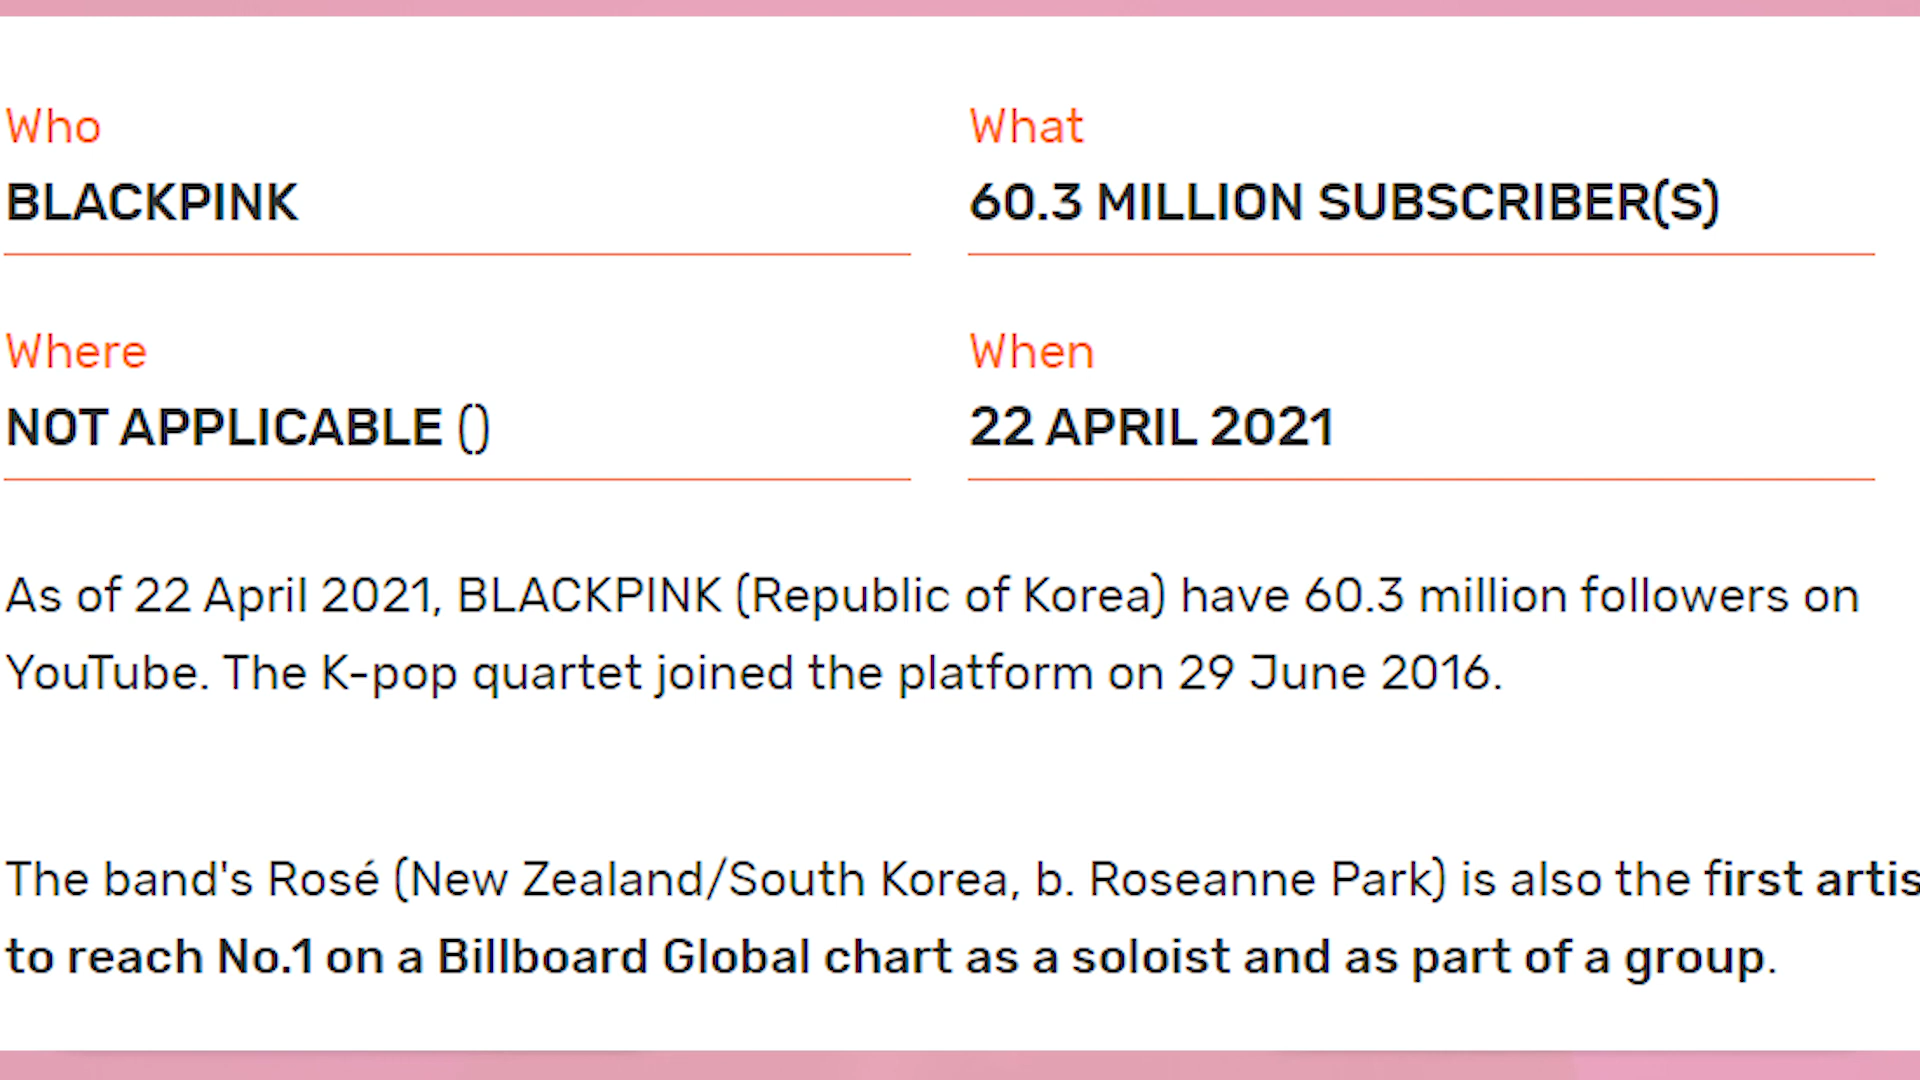 Who
BLACKPINK
What
60.3 MILLION SUBSCRIBER(S)
Where
NOT APPLICABLE ()
When
22 APRIL 2021
As of 22 April 2021, BLACKPINK (Republic of Korea) have 60.3 million followers on
YouTube. The K-pop quartet joined the platform on 29 June 2016.
The band's Rosé (New Zealand/South Korea, b. Roseanne Park) is also the first artis
to reach No.1 on a Billboard Global chart as a soloist and as part of a group.